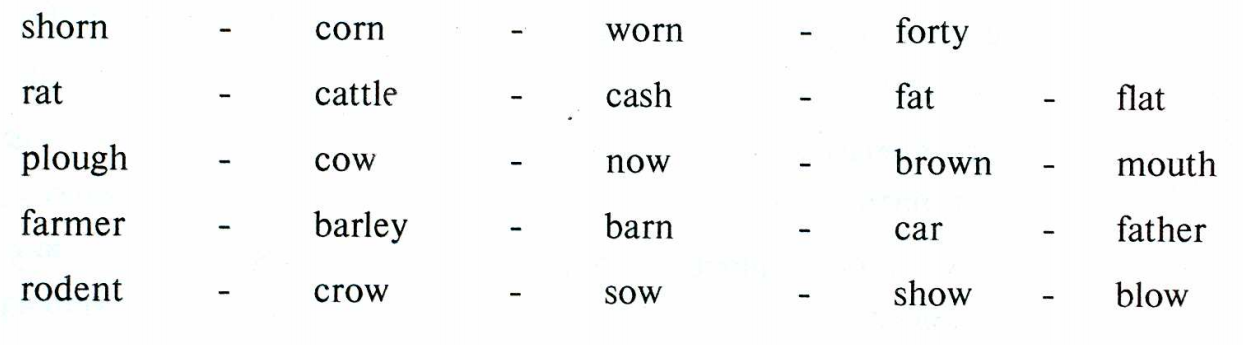 shorn - corn - worn - forty
rat - cattle - cash - fat - flat
plough - cow - now - brown - mouth
farmer - barley - barn - car - father
rodent - crow - sow - show - blow